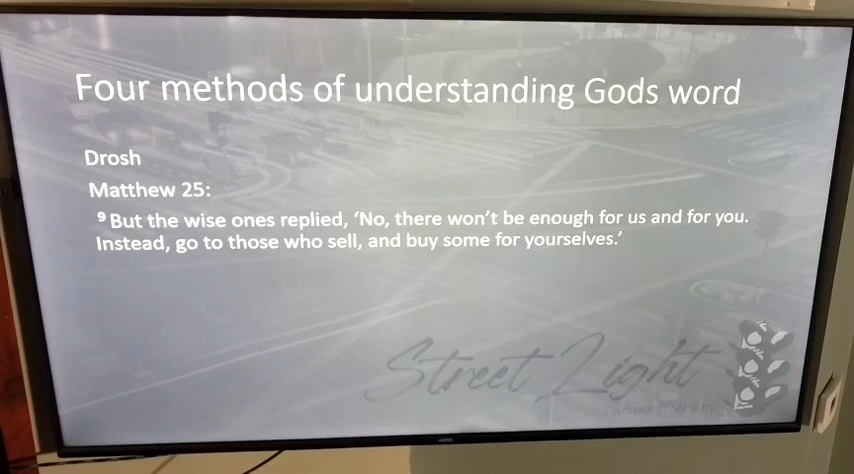 Four methods of understanding Gods word
Drosh
Matthew 25:
⁹ But the wise ones replied, ‘No, there won’t be enough for us and for you.
Instead, go to those who sell, and buy some for yourselves.’
Street Light
Outreach Ministry